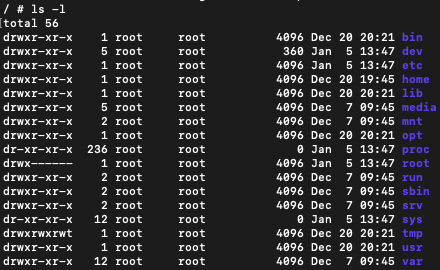 / # ls -l
total 56
drwxr-xr-x 1 root root 4096 Dec 20 20:21 bin
drwxr-xr-x 5 root root 360 Jan 5 13:47 dev
drwxr-xr-x 1 root root 4096 Jan 5 13:47 etc
drwxr-xr-x 1 root root 4096 Dec 20 19:45 home
drwxr-xr-x 1 root root 4096 Dec 20 20:21 lib
drwxr-xr-x 5 root root 4096 Dec 7 09:45 media
drwxr-xr-x 2 root root 4096 Dec 7 09:45 mnt
drwxr-xr-x 1 root root 4096 Dec 20 20:21 opt
dr-xr-xr-x 236 root root 0 Jan 5 13:47 proc
drwx------ 1 root root 4096 Jan 5 13:47 root
drwxr-xr-x 2 root root 4096 Dec 7 09:45 run
drwxr-xr-x 2 root root 4096 Dec 7 09:45 sbin
drwxr-xr-x 2 root root 4096 Dec 7 09:45 srv
dr-xr-xr-x 12 root root 0 Jan 5 13:47 sys
drwxrwxrwt 1 root root 4096 Dec 20 20:21 tmp
drwxr-xr-x 1 root root 4096 Dec 20 20:21 usr
drwxr-xr-x 12 root root 4096 Dec 7 09:45 var